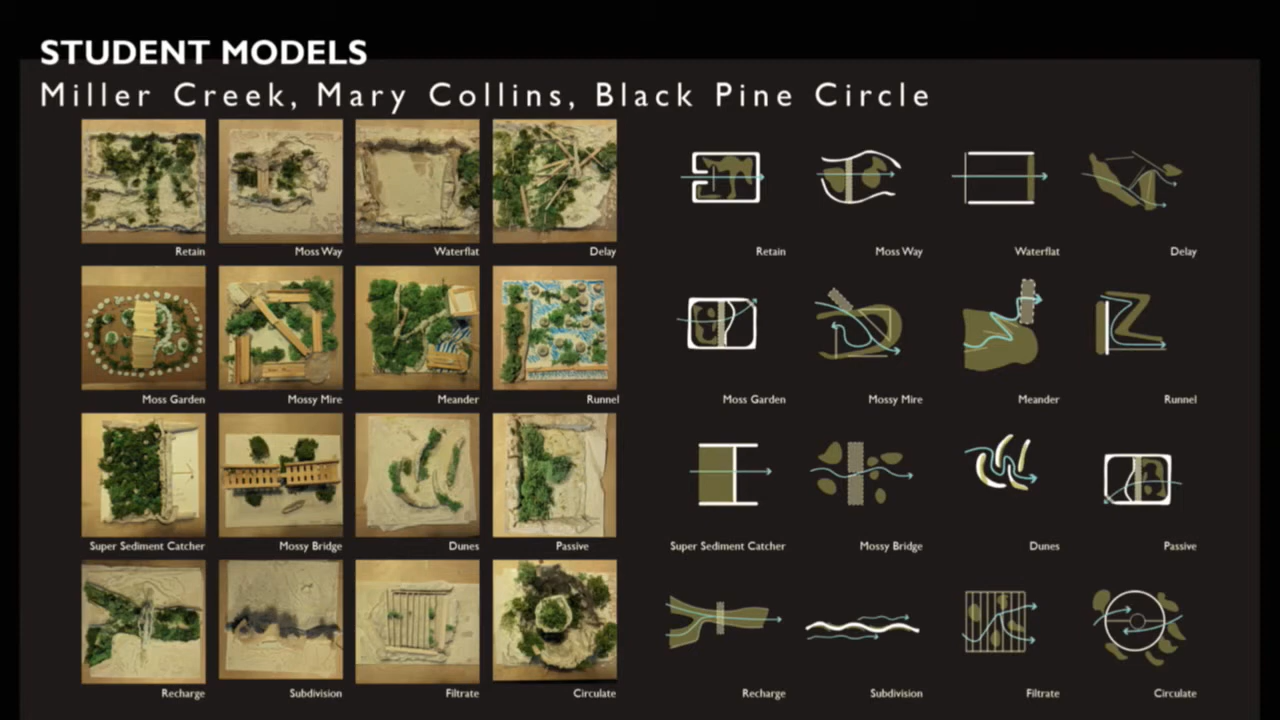 STUDENT MODELS
Miller Creek, Mary Collins, Black Pine Circle
Retain Moss Way Waterflat Delay Retain Moss Way Waterflat Delay
Moss Garden Mossy Mire Meander Runnel Moss Garden Mossy Mire Meander Runnel
Super Sediment Catcher Mossy Bridge Dunes Passive Super Sediment Catcher Mossy Bridge Dunes Passive
Recharge Subdivision Filtrate Circulate Recharge Subdivision Filtrate Circulate